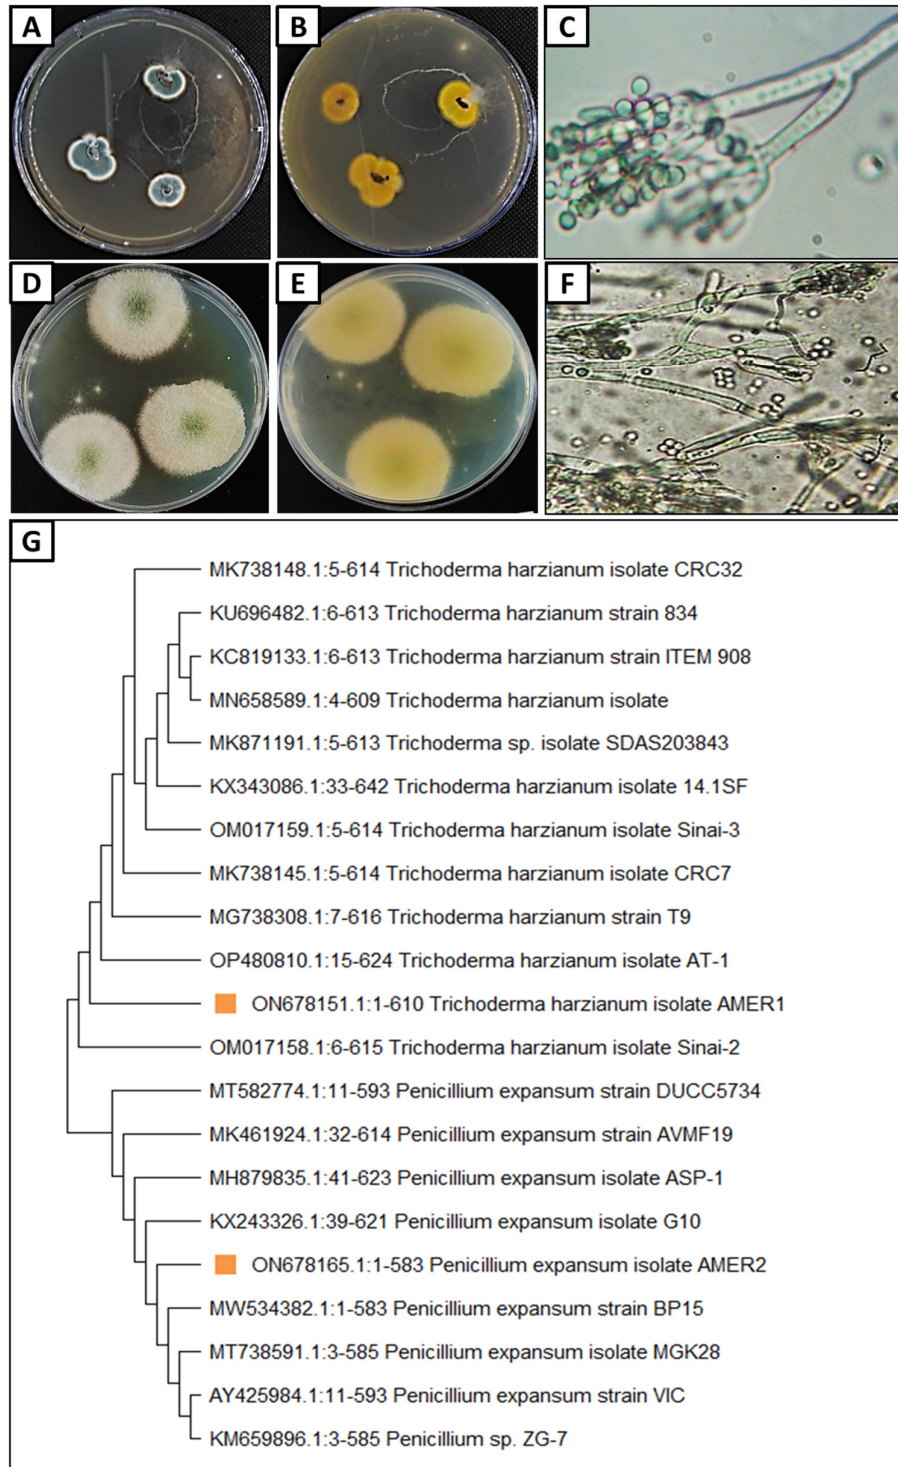 A
B
C
D
E
F
G
MK738148.1:5-614 Trichoderma harzianum isolate CRC32
KU696482.1:6-613 Trichoderma harzianum strain 834
KC819133.1:6-613 Trichoderma harzianum strain ITEM 908
MN658589.1:4-609 Trichoderma harzianum isolate
MK871191.1:5-613 Trichoderma sp. isolate SDAS203843
KX343086.1:33-642 Trichoderma harzianum isolate 14.1SF
OM017159.1:5-614 Trichoderma harzianum isolate Sinai-3
MK738145.1:5-614 Trichoderma harzianum isolate CRC7
MG738308.1:7-616 Trichoderma harzianum strain T9
OP480810.1:15-624 Trichoderma harzianum isolate AT-1
ON678151.1:1-610 Trichoderma harzianum isolate AMER1
OM017158.1:6-615 Trichoderma harzianum isolate Sinai-2
MT582774.1:11-593 Penicillium expansum strain DUCC5734
MK461924.1:32-614 Penicillium expansum strain AVMF19
MH879835.1:41-623 Penicillium expansum isolate ASP-1
KX243326.1:39-621 Penicillium expansum isolate G10
ON678165.1:1-583 Penicillium expansum isolate AMER2
MW534382.1:1-583 Penicillium expansum strain BP15
MT738591.1:3-585 Penicillium expansum isolate MGK28
AY425984.1:11-593 Penicillium expansum strain VIC
KM659896.1:3-585 Penicillium sp. ZG-7